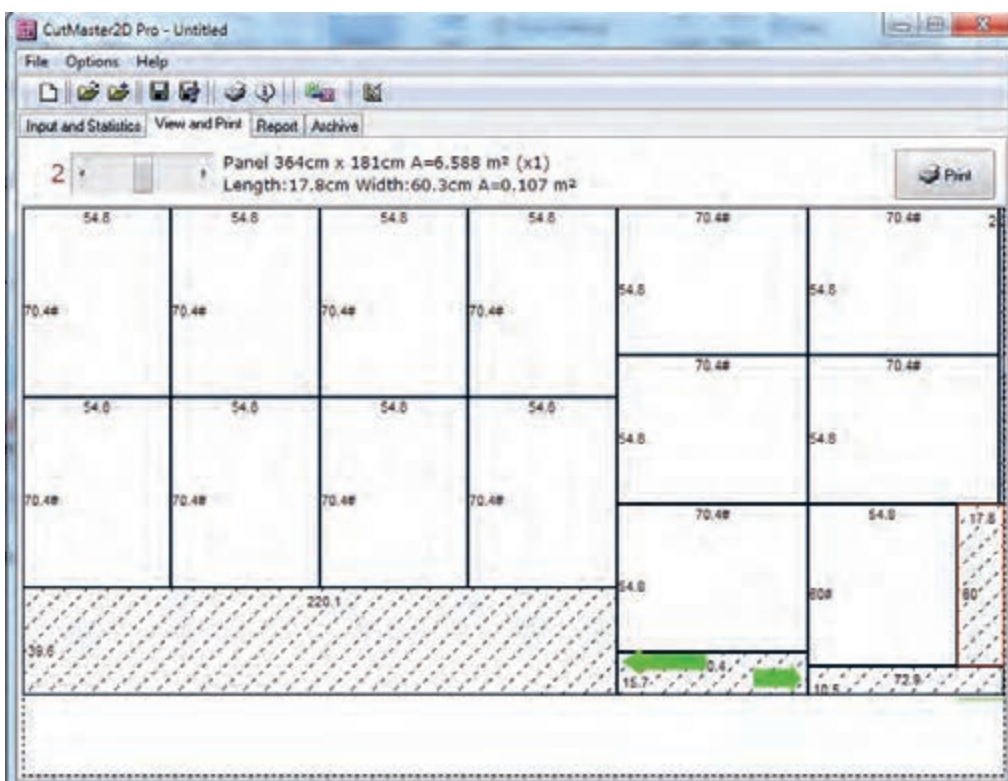 CutMaster2D Pro - Untitled
File Options Help
Input and Statistics View and Print Report Archive
2 Panel 364cm x 181cm A=6.588 m² (x1)
Length:17.8cm Width:60.3cm A=0.107 m²
Print
54.8 54.8 54.8 54.8 70.4# 70.4# 2
70.4# 70.4# 70.4# 70.4# 54.8 54.8
70.4# 70.4#
54.8 54.8 54.8 54.8
54.8 54.8
70.4# 70.4# 70.4# 70.4#
70.4# 54.8 17.8
54.8 60# 60
220.1
39.6
0.4
15.7 10.5 72.9